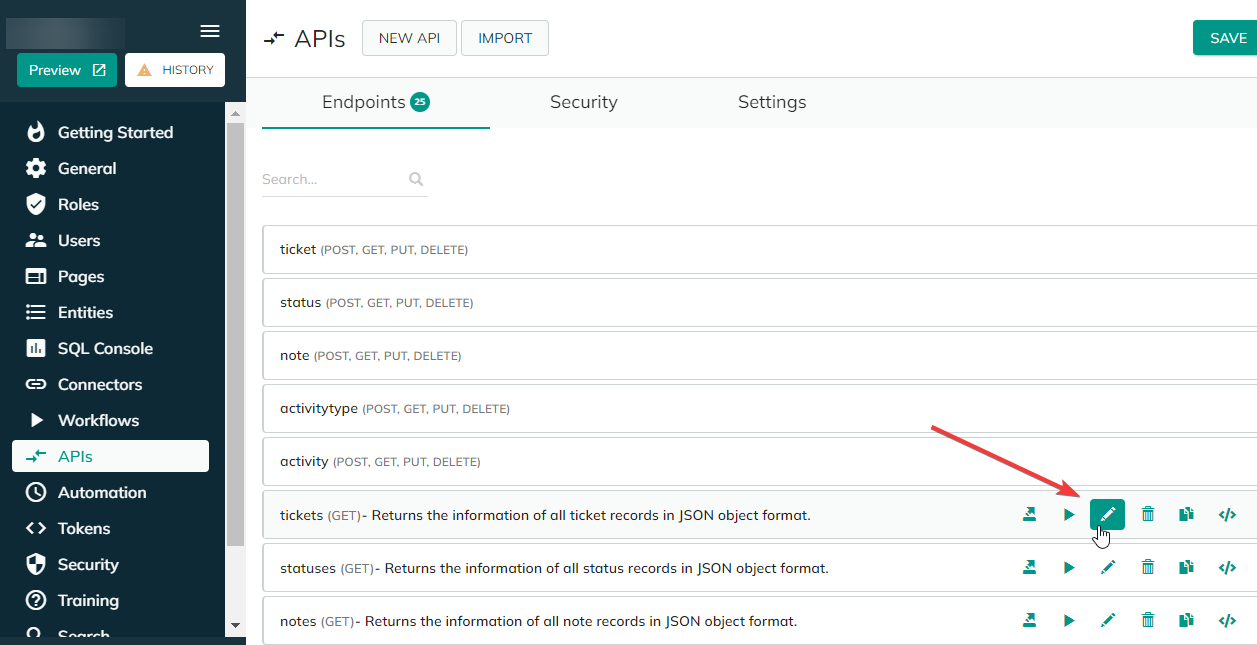 APIs
NEW API
IMPORT
SAVE
Preview
HISTORY
Getting Started
General
Roles
Users
Pages
Entities
SQL Console
Connectors
Workflows
APIs
Automation
Tokens
Security
Training
Search
Endpoints 25
Security
Settings
Search...
ticket (POST, GET, PUT, DELETE)
status (POST, GET, PUT, DELETE)
note (POST, GET, PUT, DELETE)
activitytype (POST, GET, PUT, DELETE)
activity (POST, GET, PUT, DELETE)
tickets (GET)- Returns the information of all ticket records in JSON object format.
statuses (GET)- Returns the information of all status records in JSON object format.
notes (GET)- Returns the information of all note records in JSON object format.